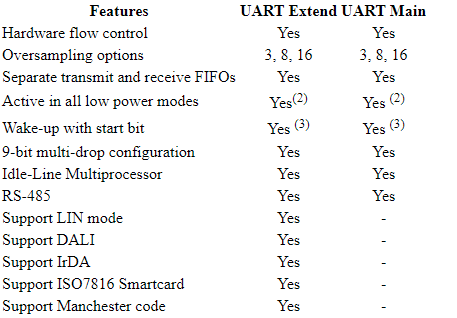 Features UART Extend UART Main
Hardware flow control Yes Yes
Oversampling options 3, 8, 16 3, 8, 16
Separate transmit and receive FIFOs Yes Yes
Active in all low power modes Yes(2) Yes (2)
Wake-up with start bit Yes (3) Yes (3)
9-bit multi-drop configuration Yes Yes
Idle-Line Multiprocessor Yes Yes
RS-485 Yes Yes
Support LIN mode Yes -
Support DALI Yes -
Support IrDA Yes -
Support ISO7816 Smartcard Yes -
Support Manchester code Yes -